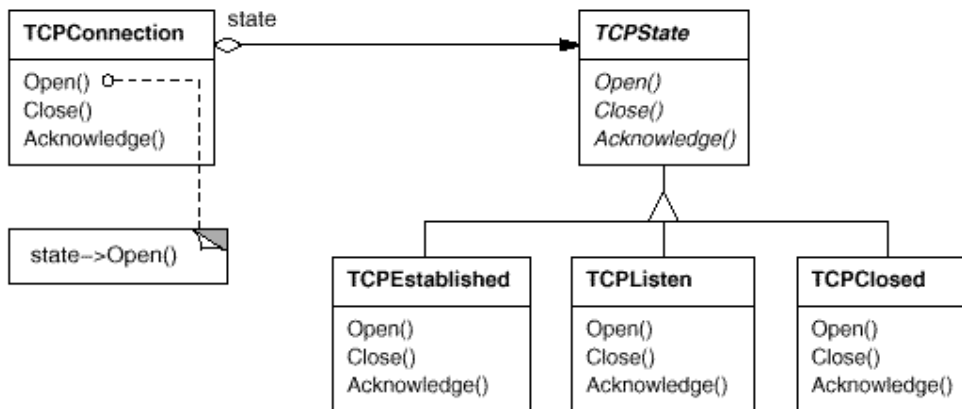 state
TCPConnection
Open()
Close()
Acknowledge()
TCPState
Open()
Close()
Acknowledge()
state->Open()
TCPEstablished
Open()
Close()
Acknowledge()
TCPListen
Open()
Close()
Acknowledge()
TCPClosed
Open()
Close()
Acknowledge()